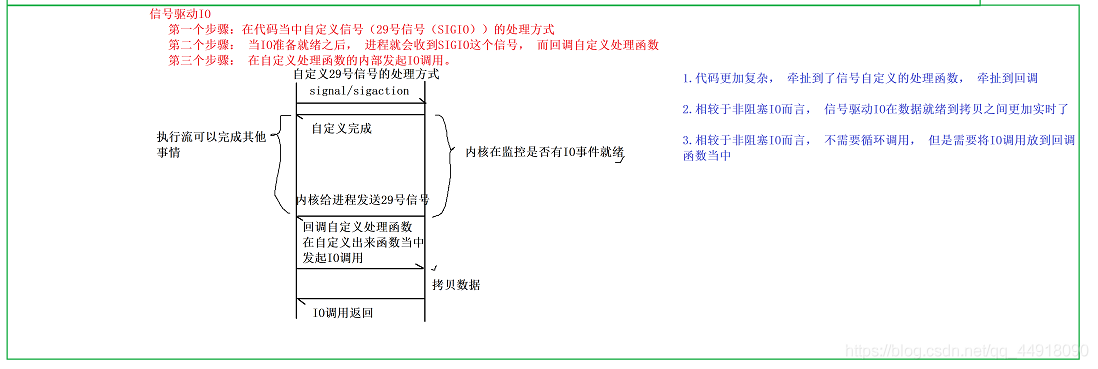 信号驱动IO
第一个步骤：在代码当中自定义信号（29号信号（SIGIO））的处理方式
第二个步骤： 当IO准备就绪之后， 进程就会收到SIGIO这个信号， 而回调自定义处理函数
第三个步骤： 在自定义处理函数的内部发起IO调用。
自定义29号信号的处理方式
signal/sigaction
自定义完成
执行流可以完成其他
事情
内核在监控是否有IO事件就绪
内核给进程发送29号信号
回调自定义处理函数
在自定义出来函数当中
发起IO调用
拷贝数据
IO调用返回
1.代码更加复杂， 牵扯到了信号自定义的处理函数， 牵扯到回调
2.相较于非阻塞IO而言， 信号驱动IO在数据就绪到拷贝之间更加实时了
3.相较于非阻塞IO而言， 不需要循环调用， 但是需要将IO调用放到回调
函数当中
https://blog.csdn.net/qq_44918090